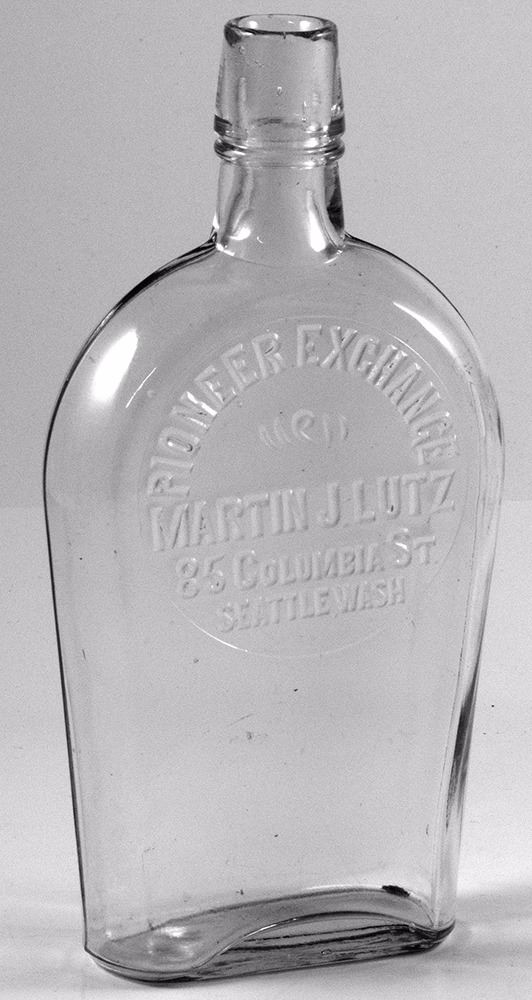 PIONEER EXCHANGE
MARTIN J. LUTZ
85 COLUMBIA ST.
SEATTLE WASH